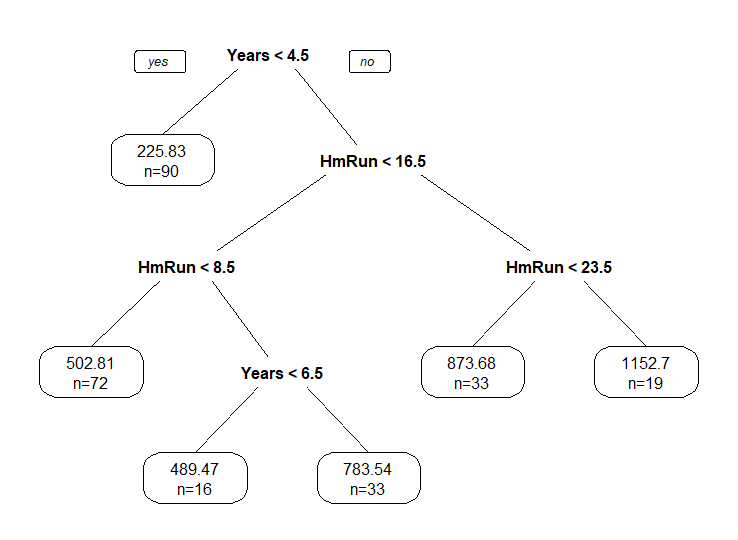 yes
Years < 4.5
no
225.83
n=90
HmRun < 16.5
HmRun < 8.5
HmRun < 23.5
502.81
n=72
Years < 6.5
873.68
n=33
1152.7
n=19
489.47
n=16
783.54
n=33